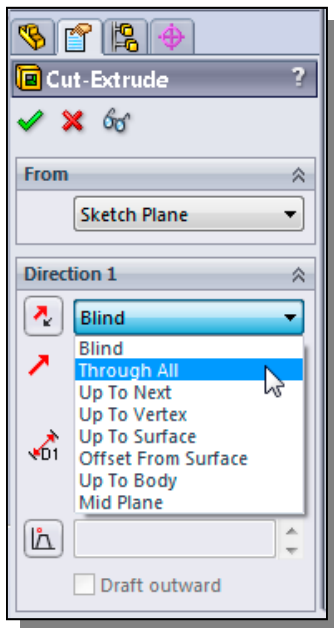 Cut-Extrude ?
From
Sketch Plane
Direction 1
Blind
Blind
Through All
Up To Next
Up To Vertex
Up To Surface
D1
Offset From Surface
Up To Body
Mid Plane
Draft outward